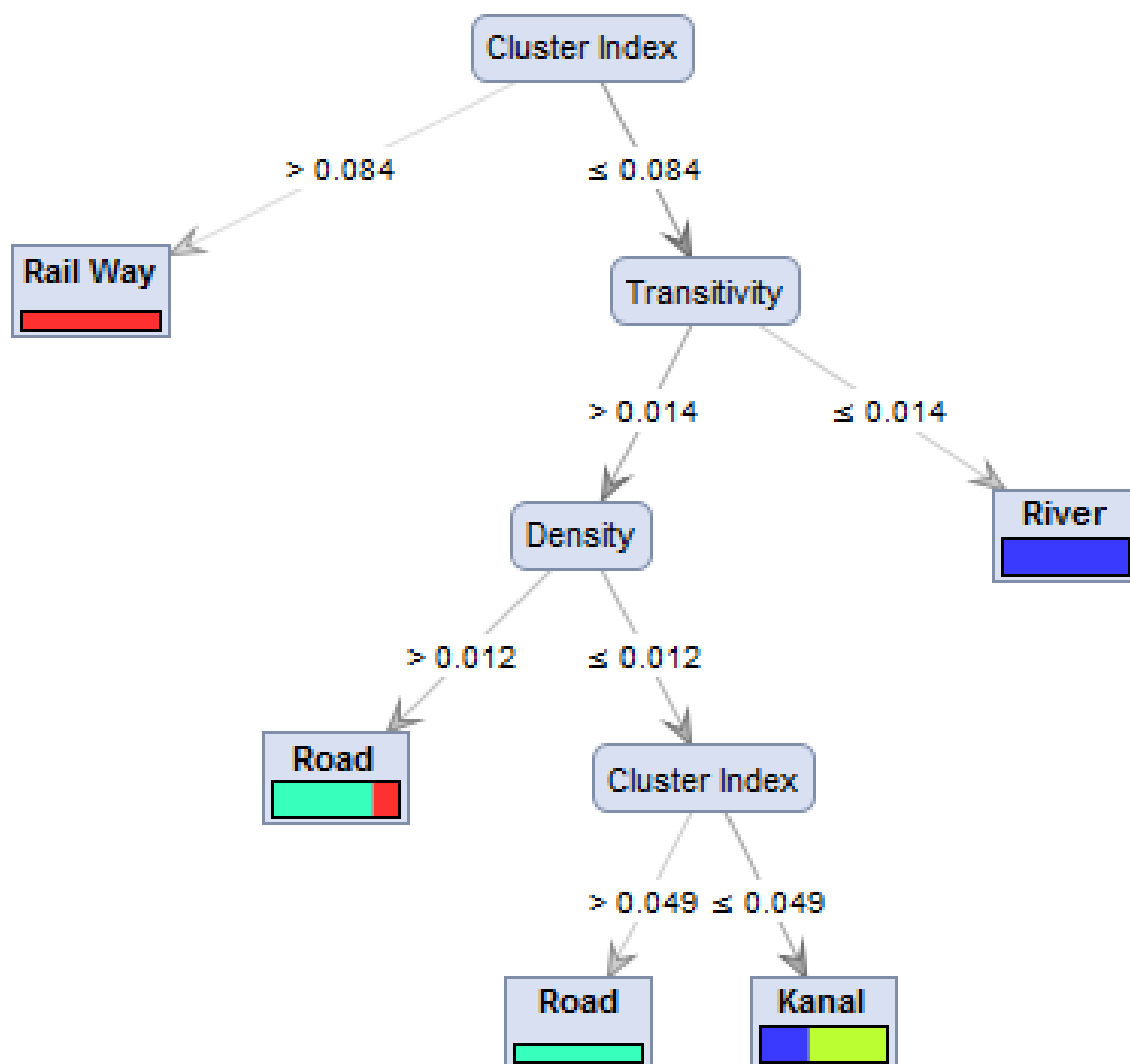 Cluster Index
> 0.084
≤ 0.084
Rail Way
Transitivity
> 0.014
≤ 0.014
River
Density
> 0.012
≤ 0.012
Road
Cluster Index
> 0.049
≤ 0.049
Road
Kanal